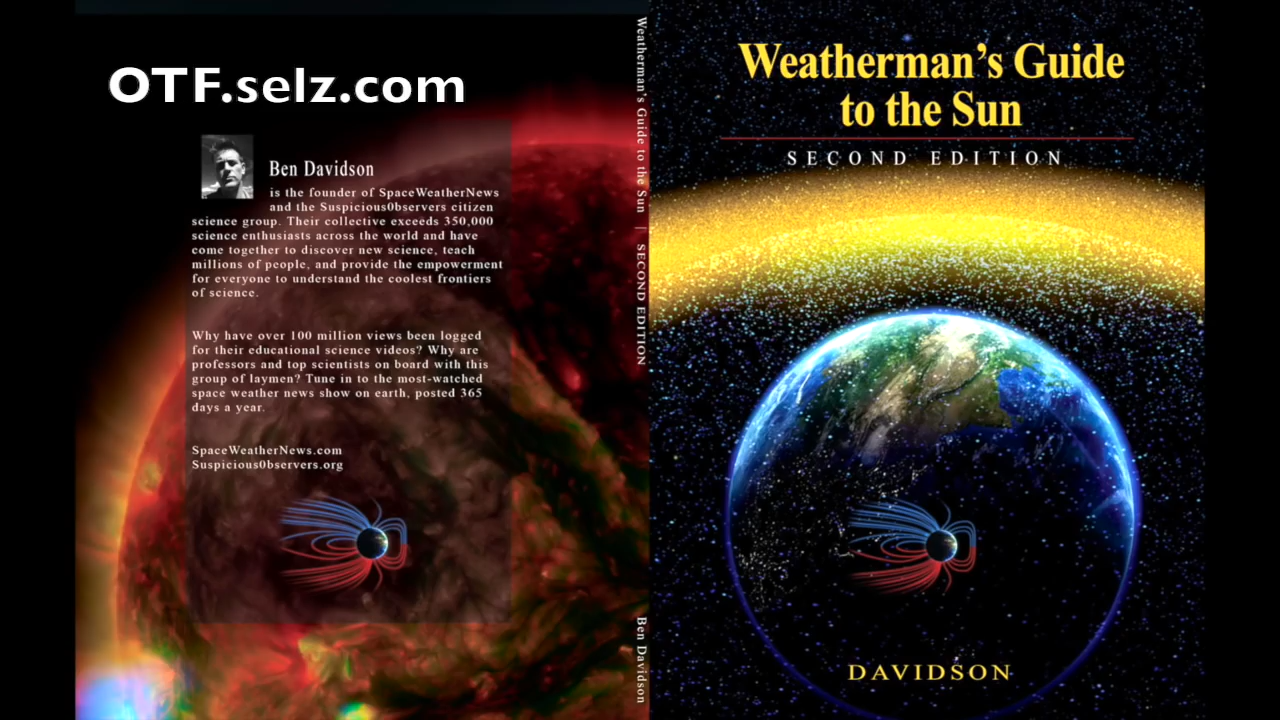 OTF.selz.com
Ben Davidson
is the founder of SpaceWeatherNews
and the Suspicious0bservers citizen
science group. Their collective exceeds 350,000
science enthusiasts across the world and have
come together to discover new science, teach
millions of people, and provide the empowerment
for everyone to understand the coolest frontiers
of science.
Why have over 100 million views been logged
for their educational science videos? Why are
professors and top scientists on board with this
group of laymen? Tune in to the most-watched
space weather news show on earth, posted 365
days a year.
SpaceWeatherNews.com
Suspicious0bservers.org
Weatherman's Guide to the Sun | SECOND EDITION
Ben Davidson
Weatherman's Guide
to the Sun
SECOND EDITION
DAVIDSON